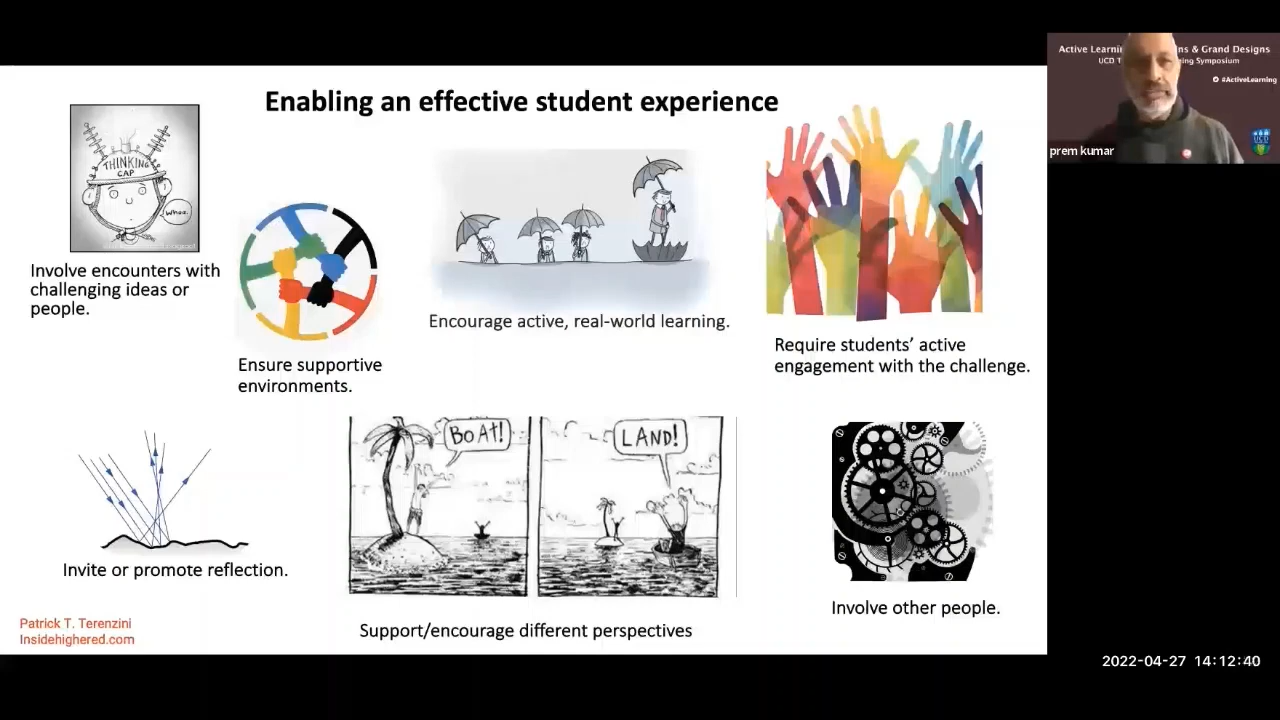 Enabling an effective student experience
THINKING
CAP
Whoa.
Involve encounters with
challenging ideas or
people.
Ensure supportive
environments.
Encourage active, real-world learning.
Require students’ active
engagement with the challenge.
Invite or promote reflection.
BOAT!
LAND!
Support/encourage different perspectives
Involve other people.
Patrick T. Terenzini
Insidehighered.com
Active
ns & Grand Designs
UCD
Symposium
#ActiveLearning
UCD
prem kumar
2022-04-27 14:12:40